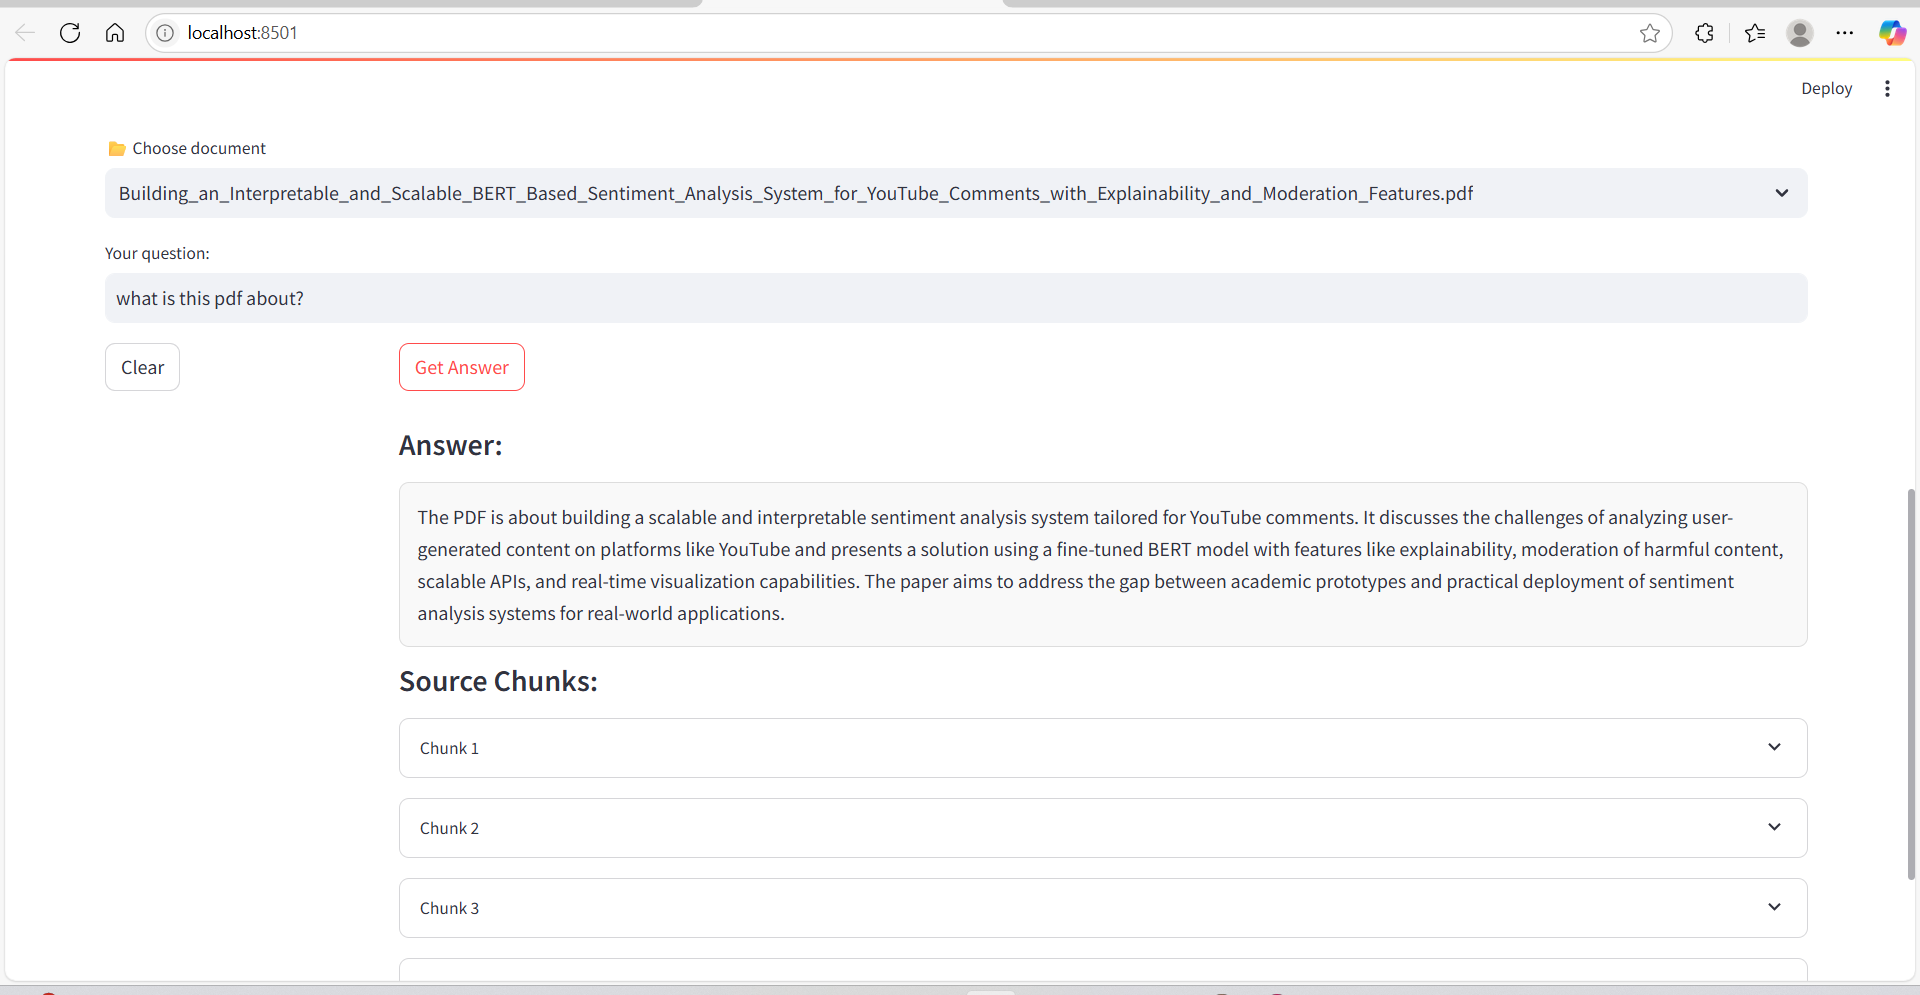 localhost:8501
Deploy
Choose document
Building_an_Interpretable_and_Scalable_BERT_Based_Sentiment_Analysis_System_for_YouTube_Comments_with_Explainability_and_Moderation_Features.pdf
Your question:
what is this pdf about?
Clear
Get Answer
Answer:
The PDF is about building a scalable and interpretable sentiment analysis system tailored for YouTube comments. It discusses the challenges of analyzing user-
generated content on platforms like YouTube and presents a solution using a fine-tuned BERT model with features like explainability, moderation of harmful content,
scalable APIs, and real-time visualization capabilities. The paper aims to address the gap between academic prototypes and practical deployment of sentiment
analysis systems for real-world applications.
Source Chunks:
Chunk 1
Chunk 2
Chunk 3